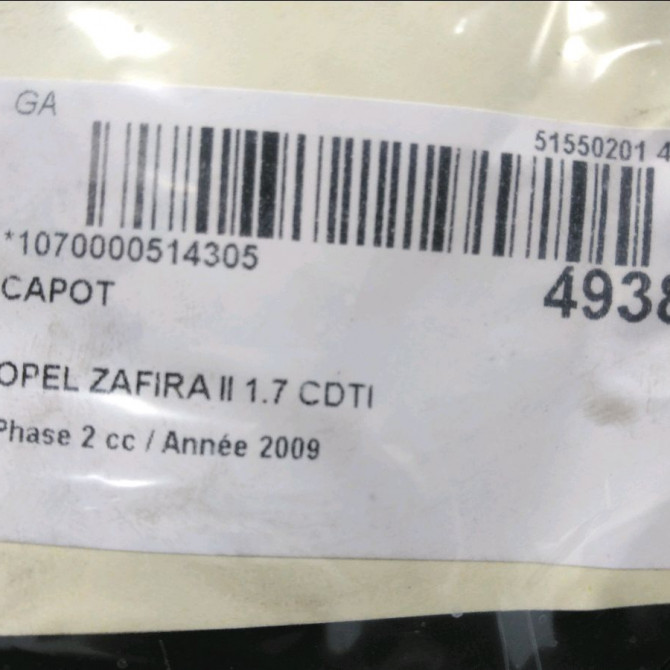 GA
51550201 4
*1070000514305
4938
CAPOT
OPEL ZAFIRA II 1.7 CDTI
Phase 2 cc / Année 2009